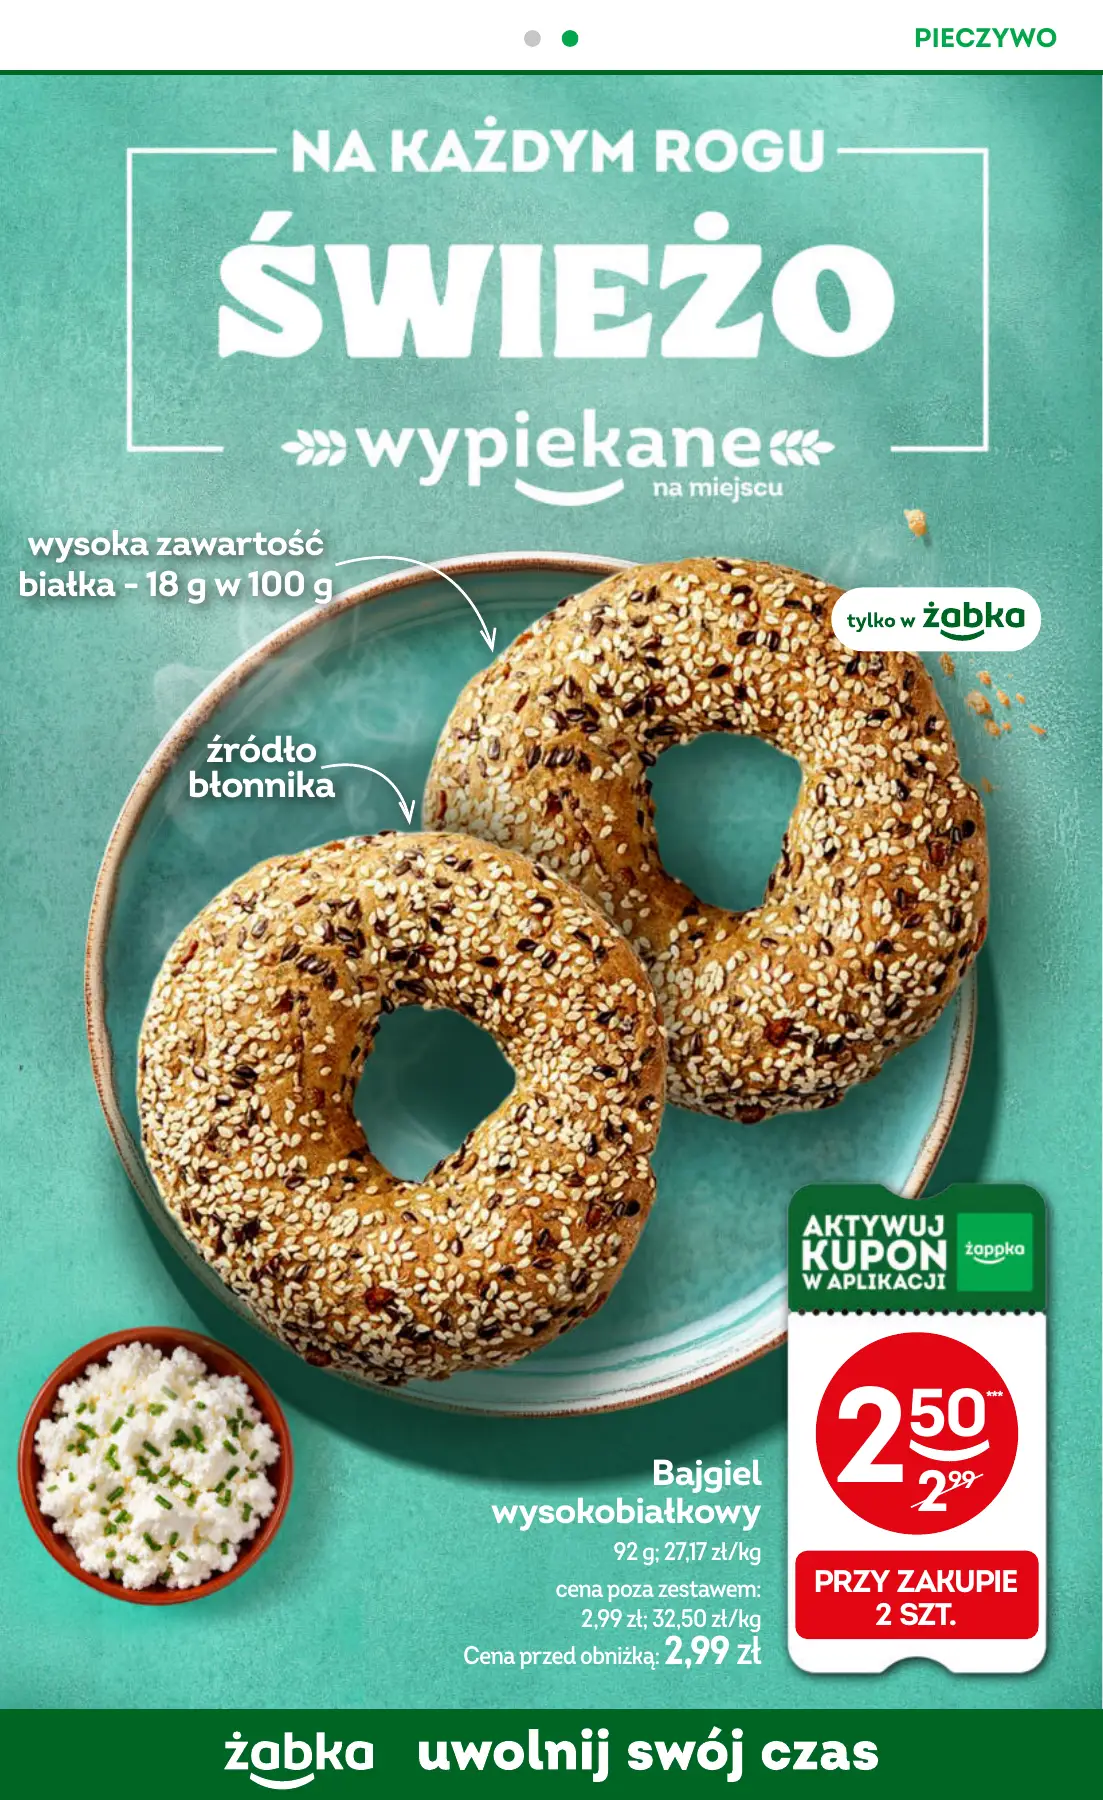 PIECZYWO
NA KAŻDYM ROGU
ŚWIEŻO
wypiekane
na miejscu
wysoka zawartość
białka - 18 g w 100 g
tylko w żabka
źródło
błonnika
AKTYWUJ
KUPON
W APLIKACJI
żappka
2 50***
2 99
PRZY ZAKUPIE
2 SZT.
Bajgiel
wysokobiałkowy
92 g; 27,17 zł/kg
cena poza zestawem:
2,99 zł; 32,50 zł/kg
Cena przed obniżką: 2,99 zł
żabka uwolnij swój czas